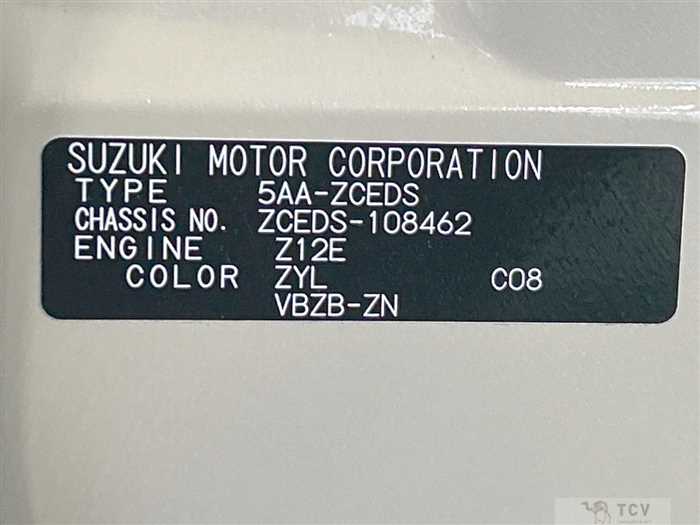 SUZUKI MOTOR CORPORATION
TYPE 5AA-ZCEDS
CHASSIS NO. ZCEDS-108462
ENGINE Z12E
COLOR ZYL C08
VBZB-ZN
TCV